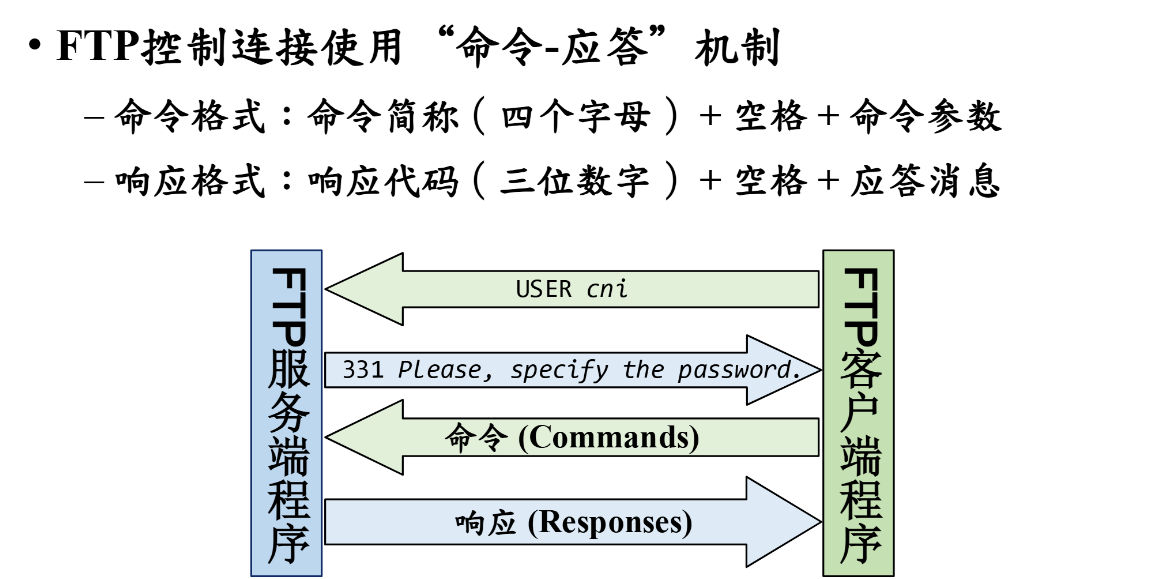 • FTP控制连接使用“命令-应答”机制
– 命令格式：命令简称（四个字母）+ 空格 + 命令参数
– 响应格式：响应代码（三位数字）+ 空格 + 应答消息
FTP服务端程序
USER cni
331 Please, specify the password.
命令 (Commands)
响应 (Responses)
FTP客户端程序